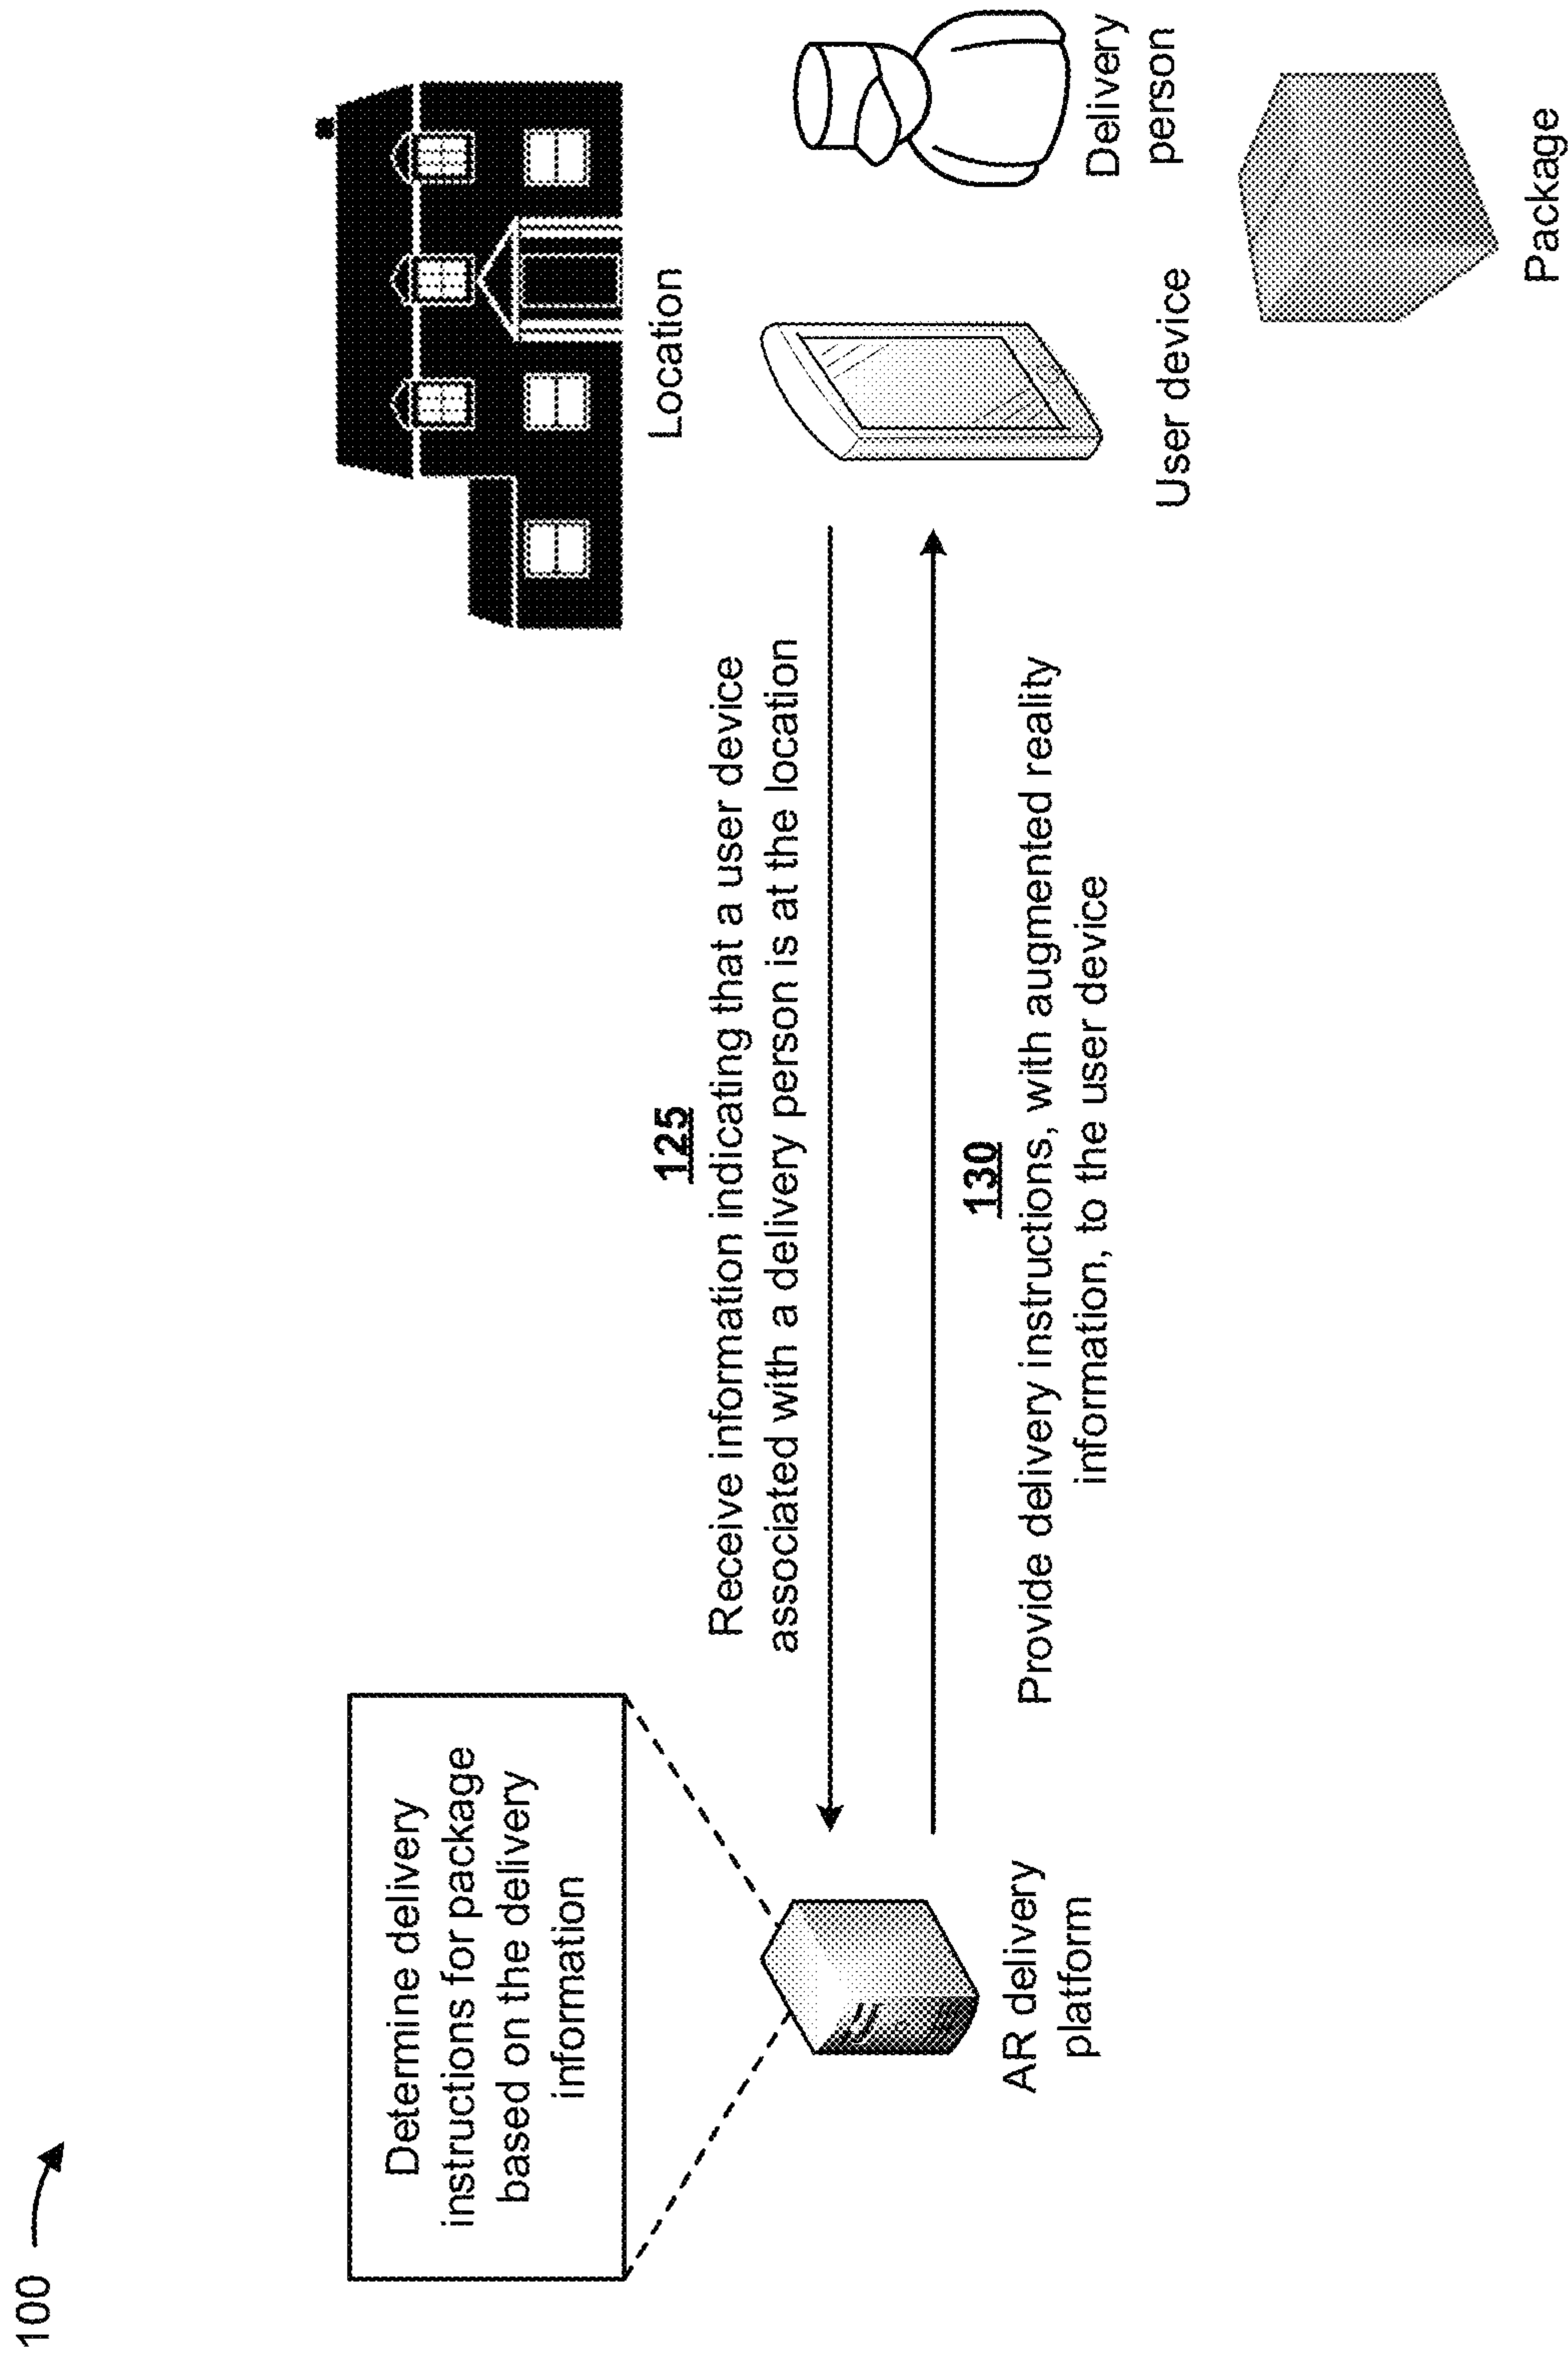 100
Determine delivery
instructions for package
based on the delivery
information
AR delivery
platform
125
Receive information indicating that a user device
associated with a delivery person is at the location
130
Provide delivery instructions, with augmented reality
information, to the user device
Location
User device
Delivery
person
Package